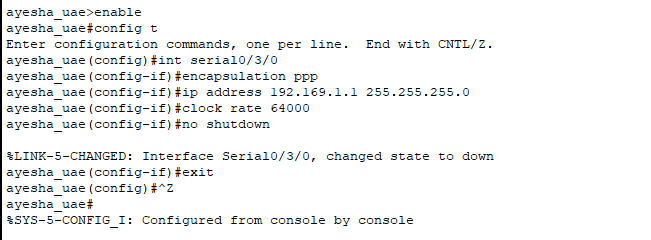 ayesha_uae>enable
ayesha_uae#config t
Enter configuration commands, one per line.  End with CNTL/Z.
ayesha_uae(config)#int serial0/3/0
ayesha_uae(config-if)#encapsulation ppp
ayesha_uae(config-if)#ip address 192.169.1.1 255.255.255.0
ayesha_uae(config-if)#clock rate 64000
ayesha_uae(config-if)#no shutdown
%LINK-5-CHANGED: Interface Serial0/3/0, changed state to down
ayesha_uae(config-if)#exit
ayesha_uae(config)#^Z
ayesha_uae#
%SYS-5-CONFIG_I: Configured from console by console